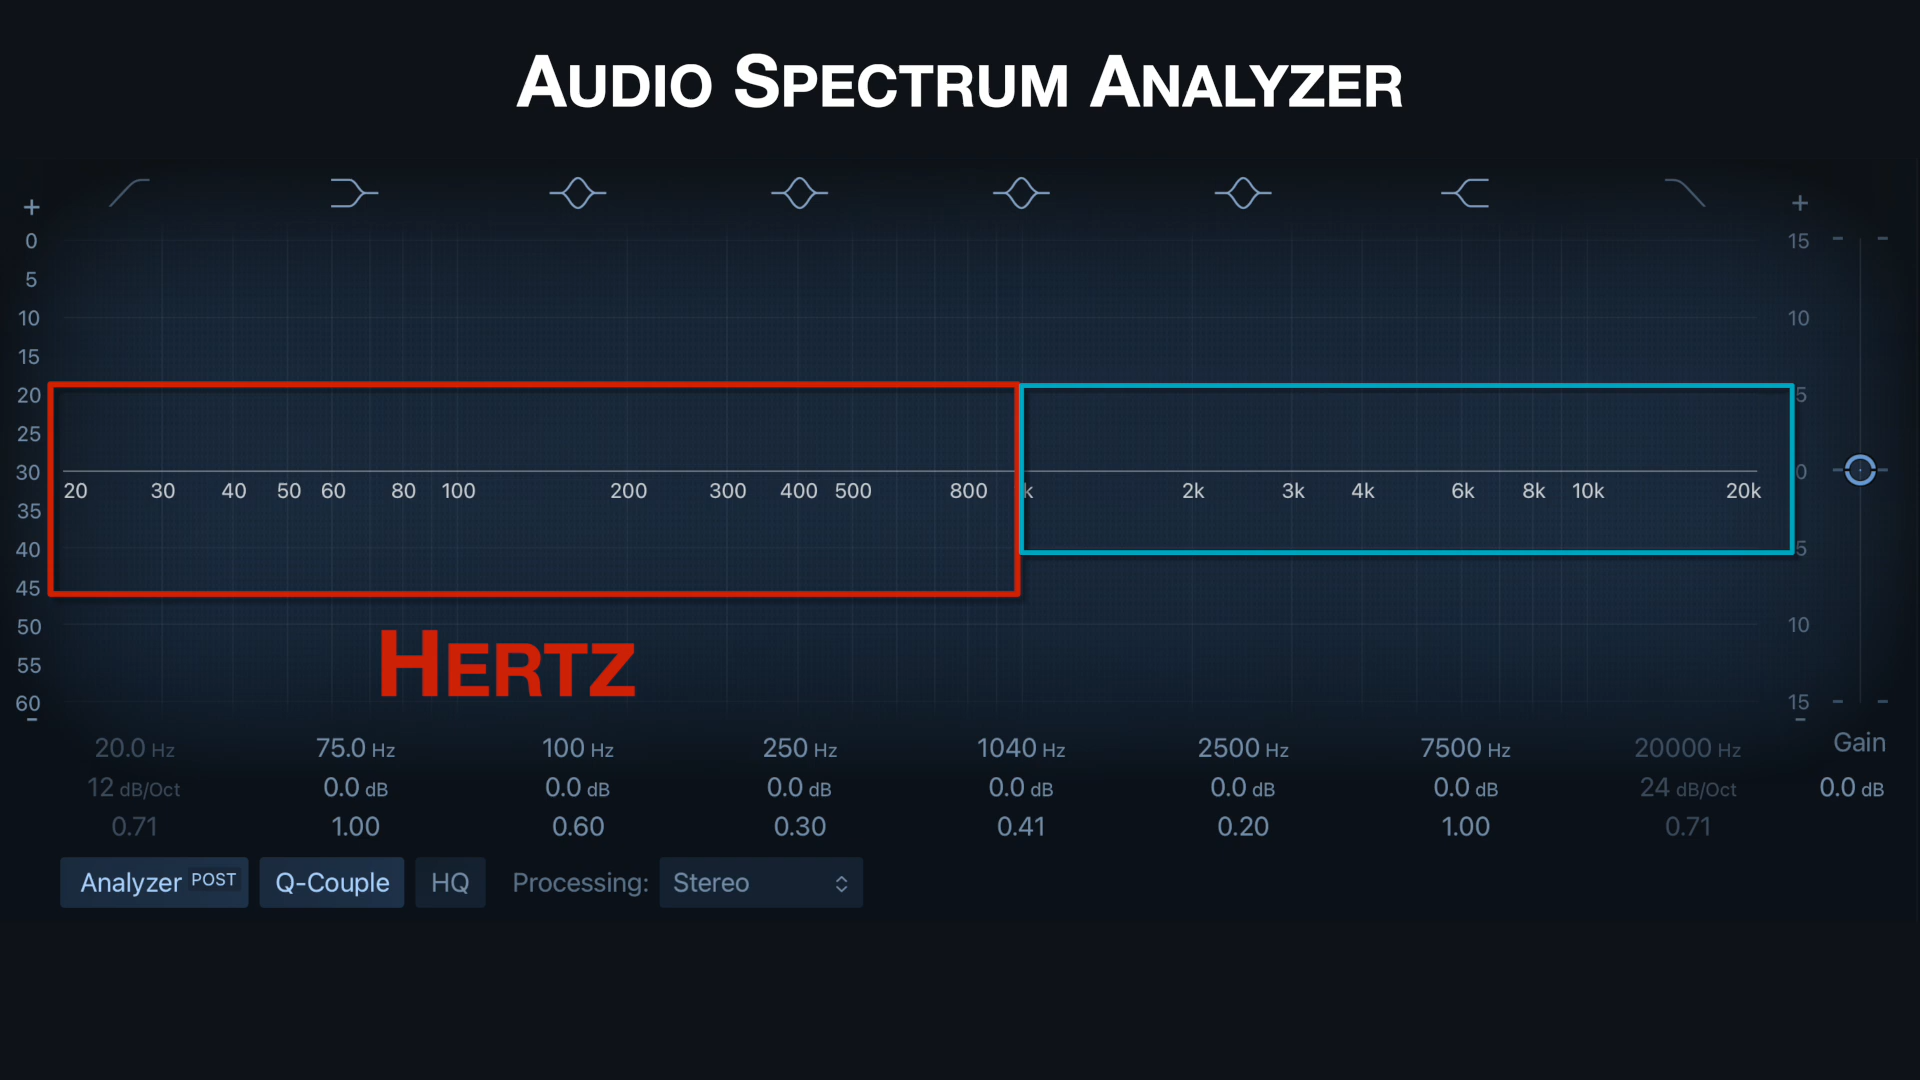 AUDIO SPECTRUM ANALYZER
+ +
0 15
5
10 10
15
20 5
25
30 0
20 30 40 50 60 80 100 200 300 400 500 800 k 2k 3k 4k 6k 8k 10k 20k
35
40 5
45
50 10
55
HERTZ
60 15
- -
20.0 Hz 75.0 Hz 100 Hz 250 Hz 1040 Hz 2500 Hz 7500 Hz 20000 Hz Gain
12 dB/Oct 0.0 dB 0.0 dB 0.0 dB 0.0 dB 0.0 dB 0.0 dB 24 dB/Oct 0.0 dB
0.71 1.00 0.60 0.30 0.41 0.20 1.00 0.71
Analyzer POST Q-Couple HQ Processing: Stereo